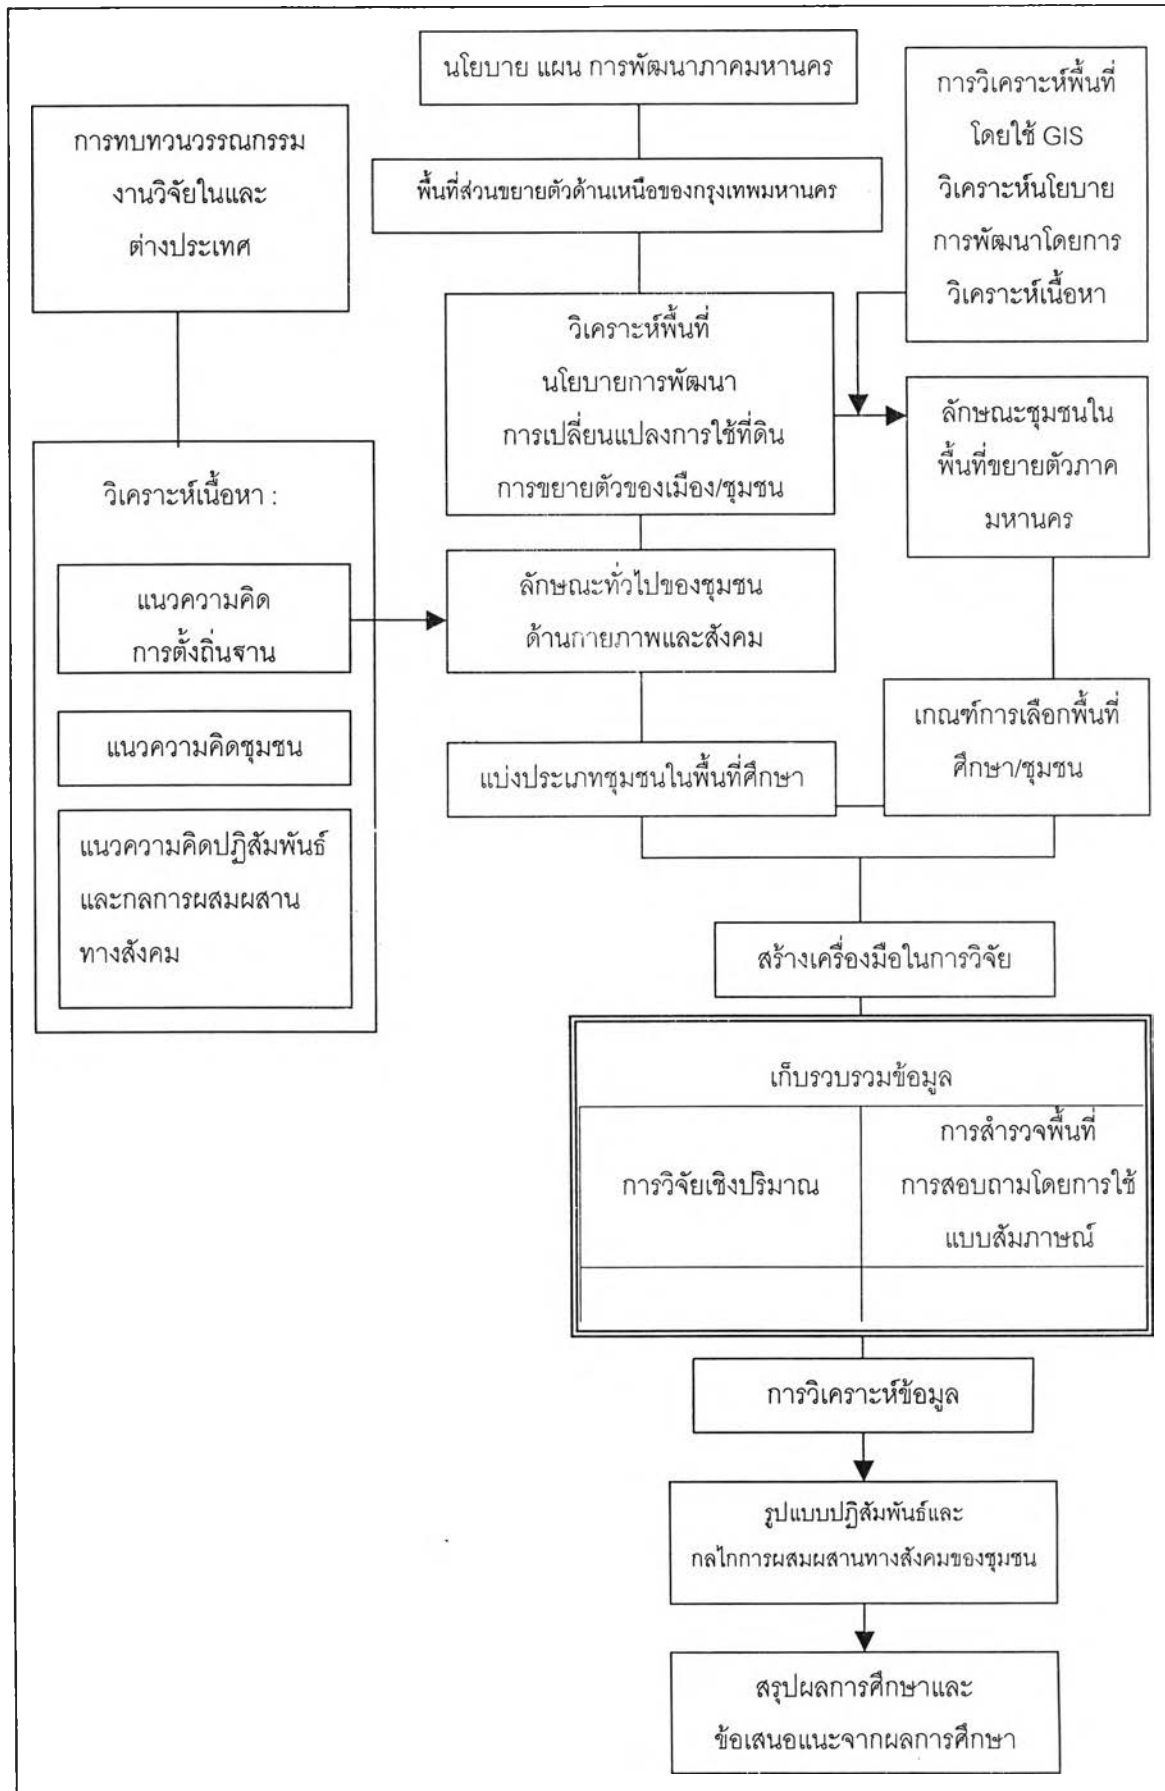 นโยบาย แผน การพัฒนาภาคมหานคร
การทบทวนวรรณกรรม
งานวิจัยในและ
ต่างประเทศ
พื้นที่ส่วนขยายตัวด้านเหนือของกรุงเทพมหานคร
การวิเคราะห์พื้นที่
โดยใช้ GIS
วิเคราะห์นโยบาย
การพัฒนาโดยการ
วิเคราะห์เนื้อหา
วิเคราะห์พื้นที่
นโยบายการพัฒนา
การเปลี่ยนแปลงการใช้ที่ดิน
การขยายตัวของเมือง/ชุมชน
ลักษณะชุมชนใน
พื้นที่ขยายตัวภาค
มหานคร
วิเคราะห์เนื้อหา :
แนวความคิด
การตั้งถิ่นฐาน
แนวความคิดชุมชน
แนวความคิดปฏิสัมพันธ์
และกลการผสมผสาน
ทางสังคม
ลักษณะทั่วไปของชุมชน
ด้านกายภาพและสังคม
แบ่งประเภทชุมชนในพื้นที่ศึกษา
เกณฑ์การเลือกพื้นที่
ศึกษา/ชุมชน
สร้างเครื่องมือในการวิจัย
เก็บรวบรวมข้อมูล
การวิจัยเชิงปริมาณ
การสำรวจพื้นที่
การสอบถามโดยการใช้
แบบสัมภาษณ์
การวิเคราะห์ข้อมูล
รูปแบบปฏิสัมพันธ์และ
กลไกการผสมผสานทางสังคมของชุมชน
สรุปผลการศึกษาและ
ข้อเสนอแนะจากผลการศึกษา